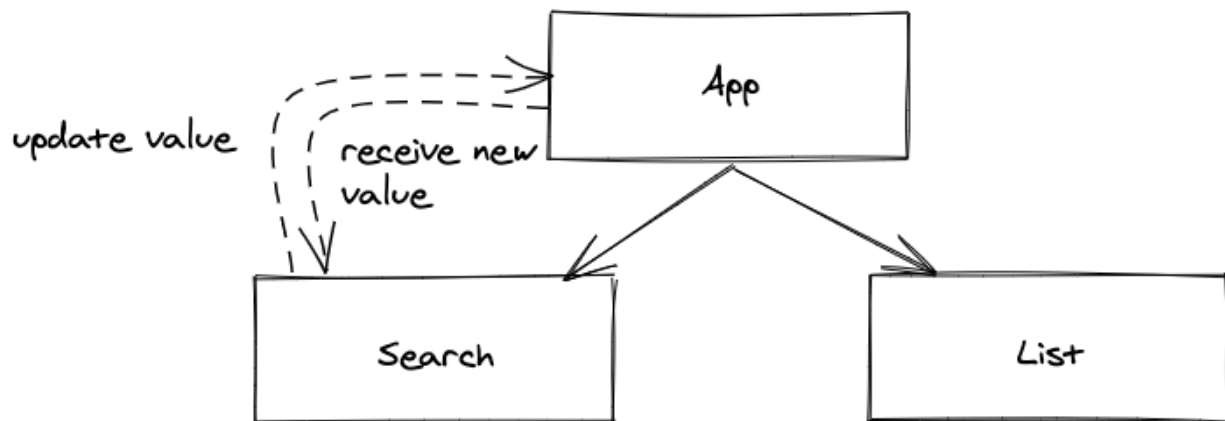 App
update value
receive new
value
Search
List